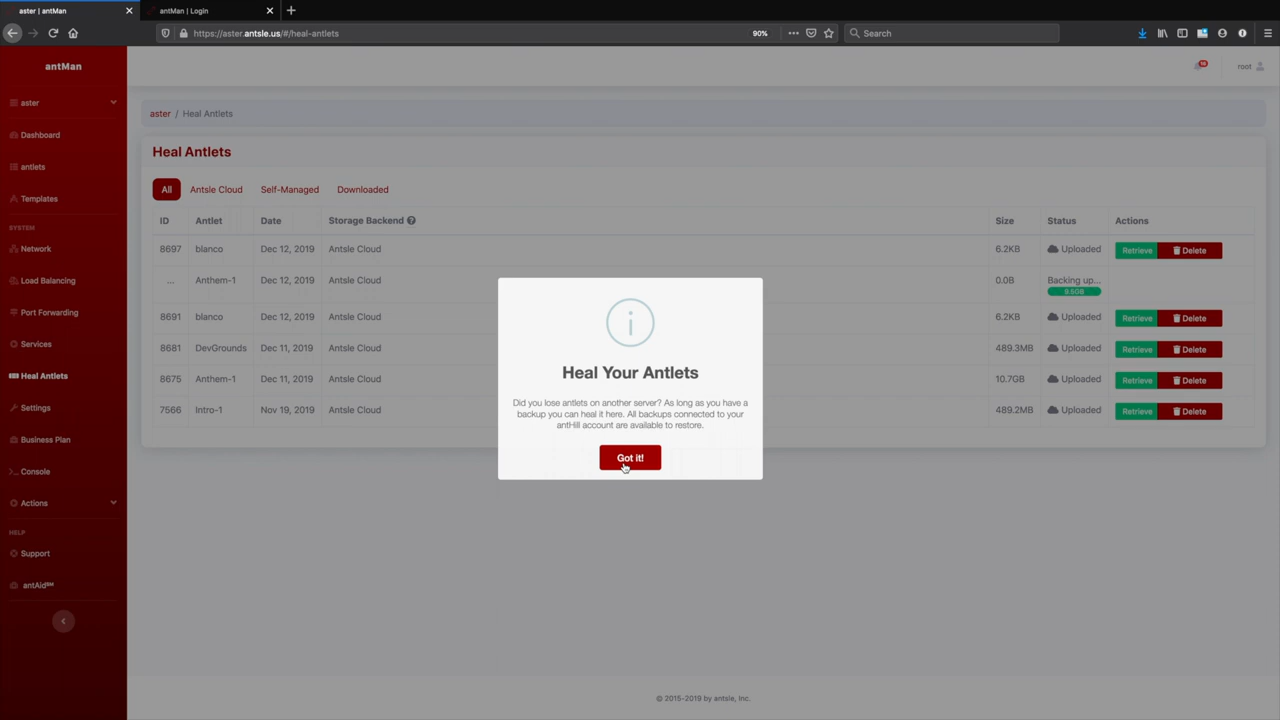 aster | antMan
antMan | Login
https://aster.antsle.us/#/heal-antlets
90%
Search
antMan
root
aster
Dashboard
antlets
Templates
SYSTEM
Network
Load Balancing
Port Forwarding
Services
Heal Antlets
Settings
Business Plan
Console
Actions
HELP
Support
antAid℠
aster / Heal Antlets
Heal Antlets
All Antsle Cloud Self-Managed Downloaded
ID Antlet Date Storage Backend Size Status Actions
8697 blanco Dec 12, 2019 Antsle Cloud 6.2KB Uploaded Retrieve Delete
... Anthem-1 Dec 12, 2019 Antsle Cloud 0.0B Backing up...
9.6GB
8691 blanco Dec 12, 2019 Antsle Cloud 6.2KB Uploaded Retrieve Delete
8681 DevGrounds Dec 11, 2019 Antsle Cloud 489.3MB Uploaded Retrieve Delete
8675 Anthem-1 Dec 11, 2019 Antsle Cloud 10.7GB Uploaded Retrieve Delete
7566 Intro-1 Nov 19, 2019 Antsle Cloud 489.2MB Uploaded Retrieve Delete
Heal Your Antlets
Did you lose antlets on another server? As long as you have a
backup you can heal it here. All backups connected to your
antHill account are available to restore.
Got it!
© 2015-2019 by antsle, Inc.